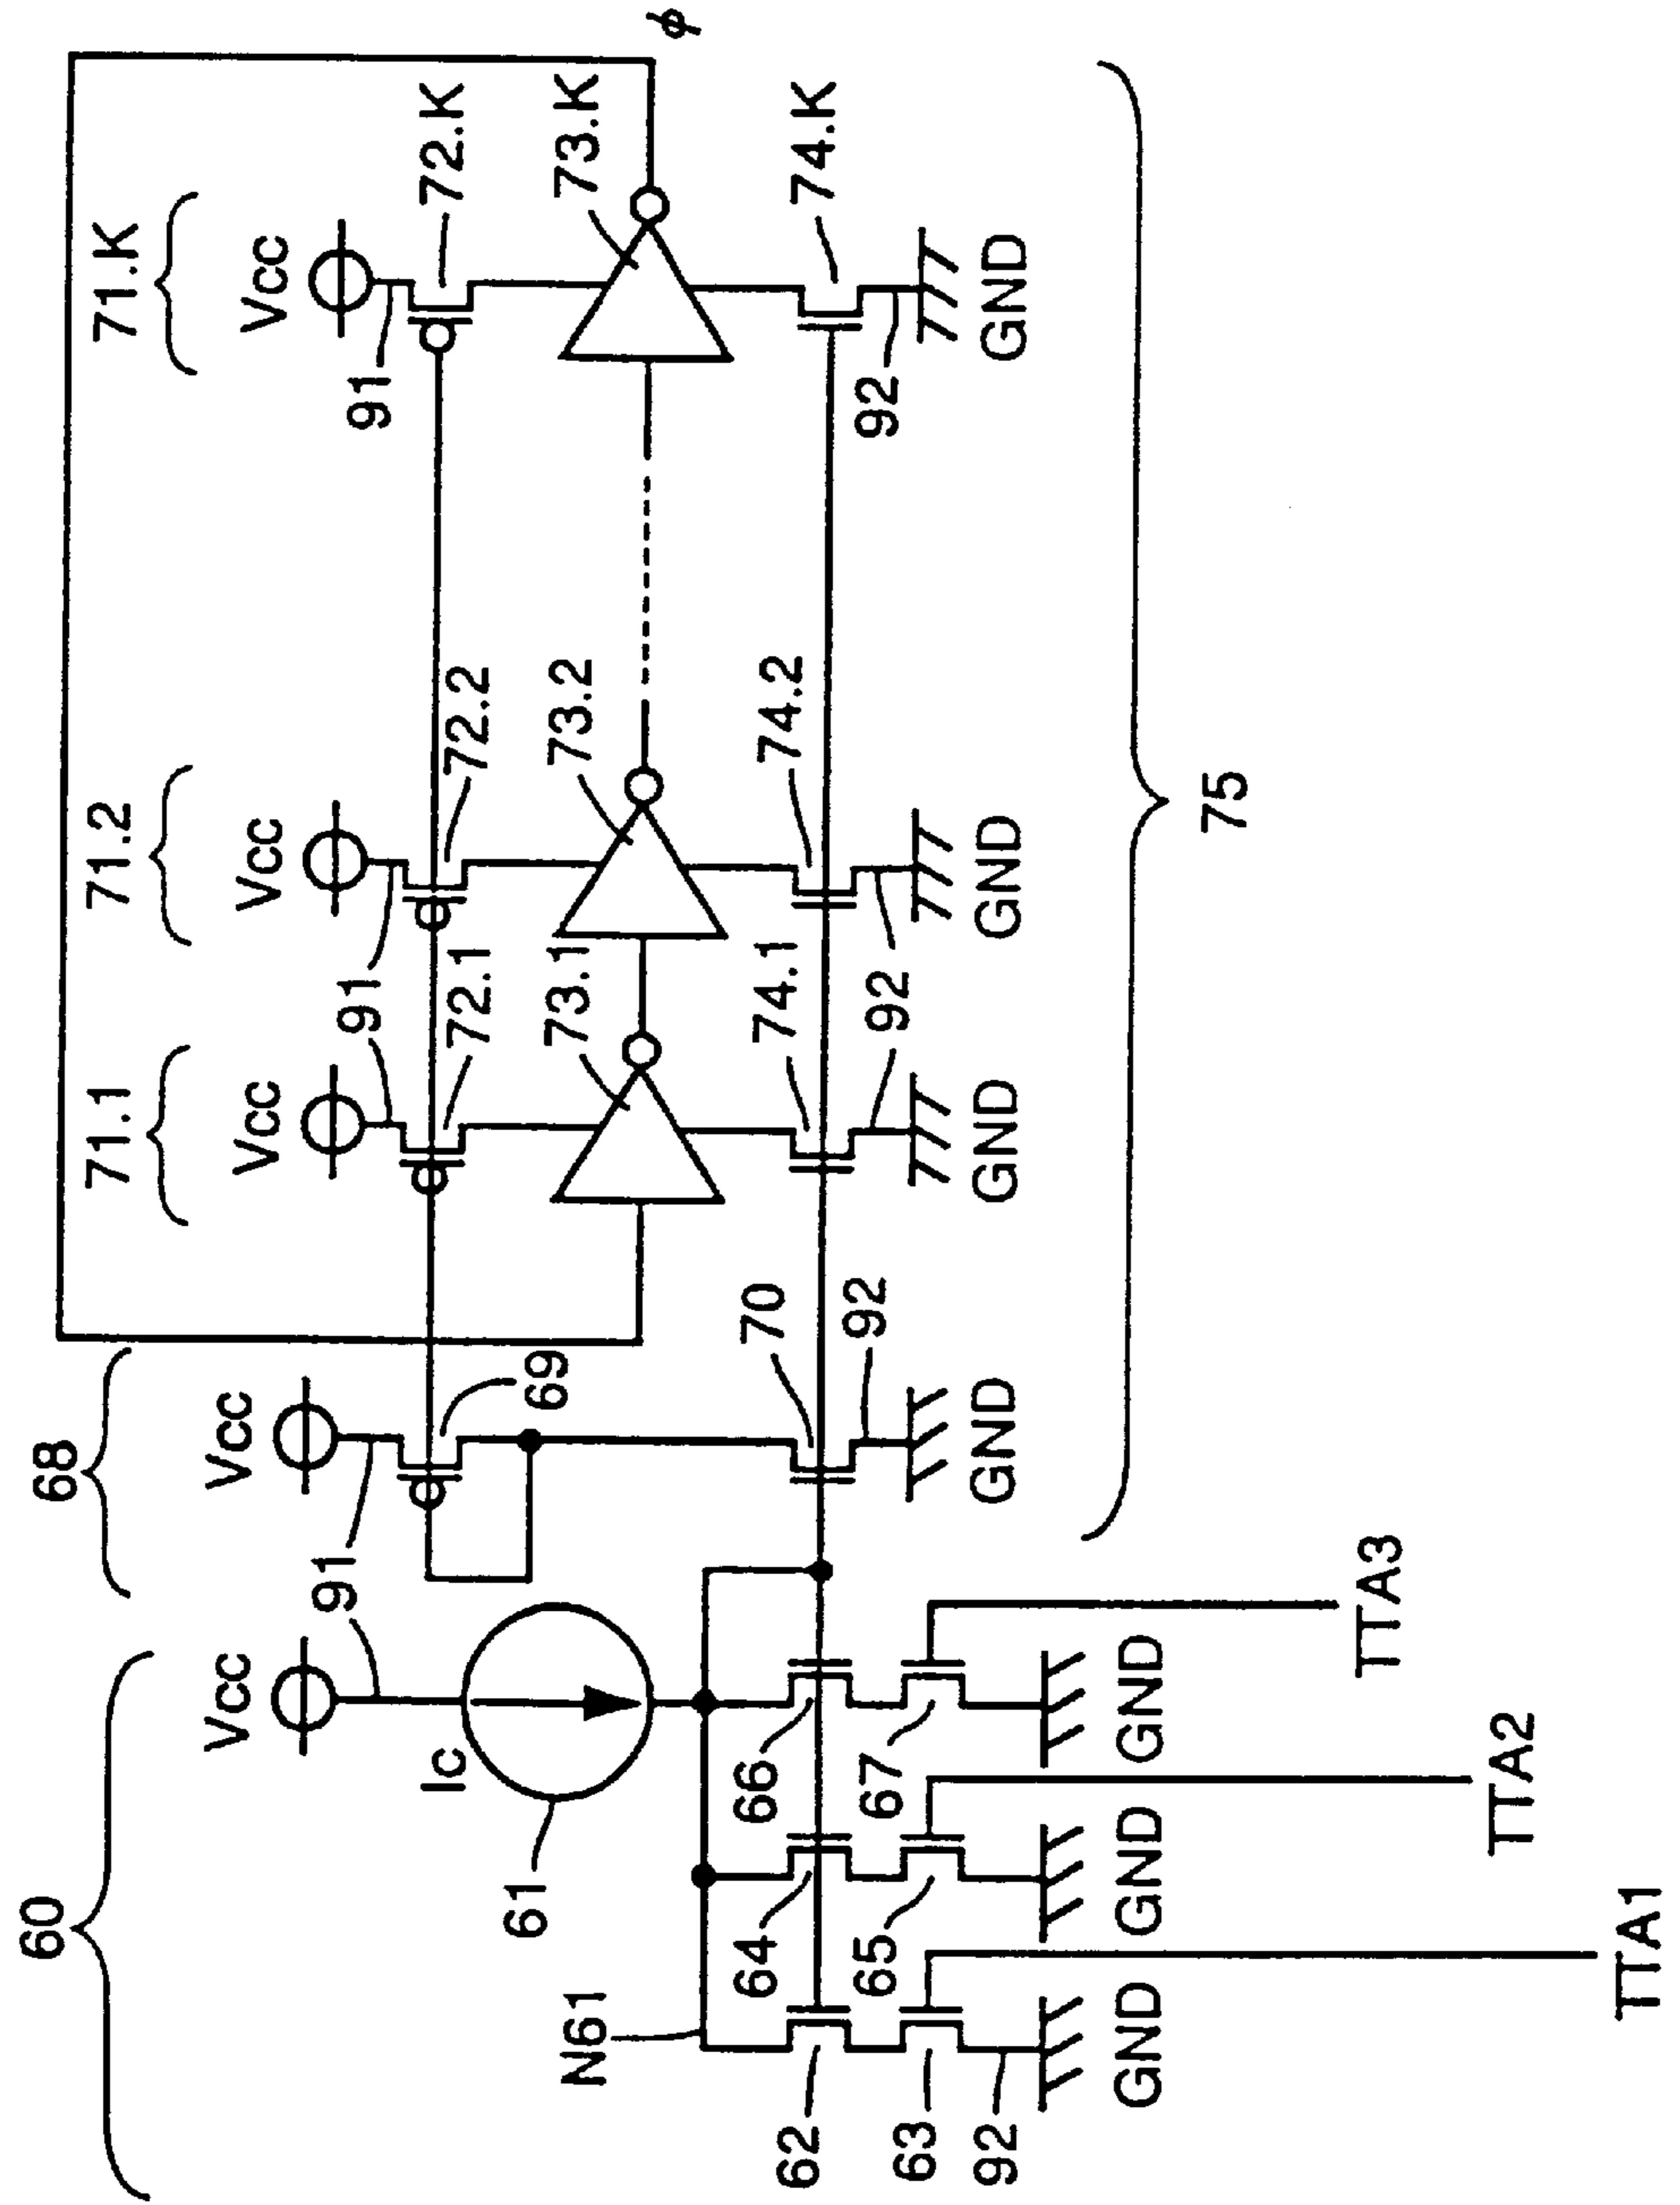 60 68
71.1 71.2 71.K
Vcc Vcc Vcc Vcc Vcc
91 91 91 91
Ic 72.1 72.2 72.K
61 69
N61 73.1 73.2 73.K
φ
62 64 66 70 74.1 74.2 74.K
63 65 67 92 92 92 92
92 GND GND GND GND
GND GND GND
75
TTA3
TTA2
TTA1